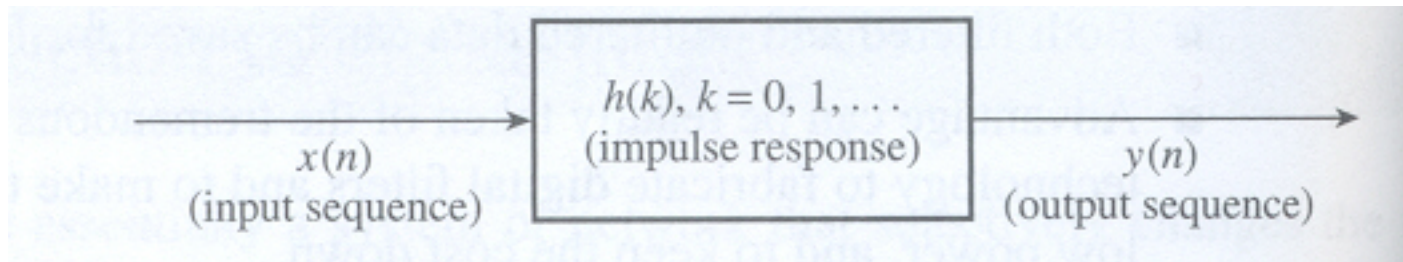 h(k), k = 0, 1, . . .
(impulse response)
x(n)
(input sequence)
y(n)
(output sequence)